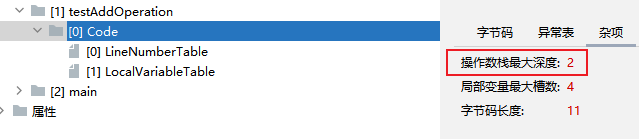 [1] testAddOperation
[0] Code
[0] LineNumberTable
[1] LocalVariableTable
[2] main
属性
字节码 异常表 杂项
操作数栈最大深度: 2
局部变量最大槽数: 4
字节码长度: 11